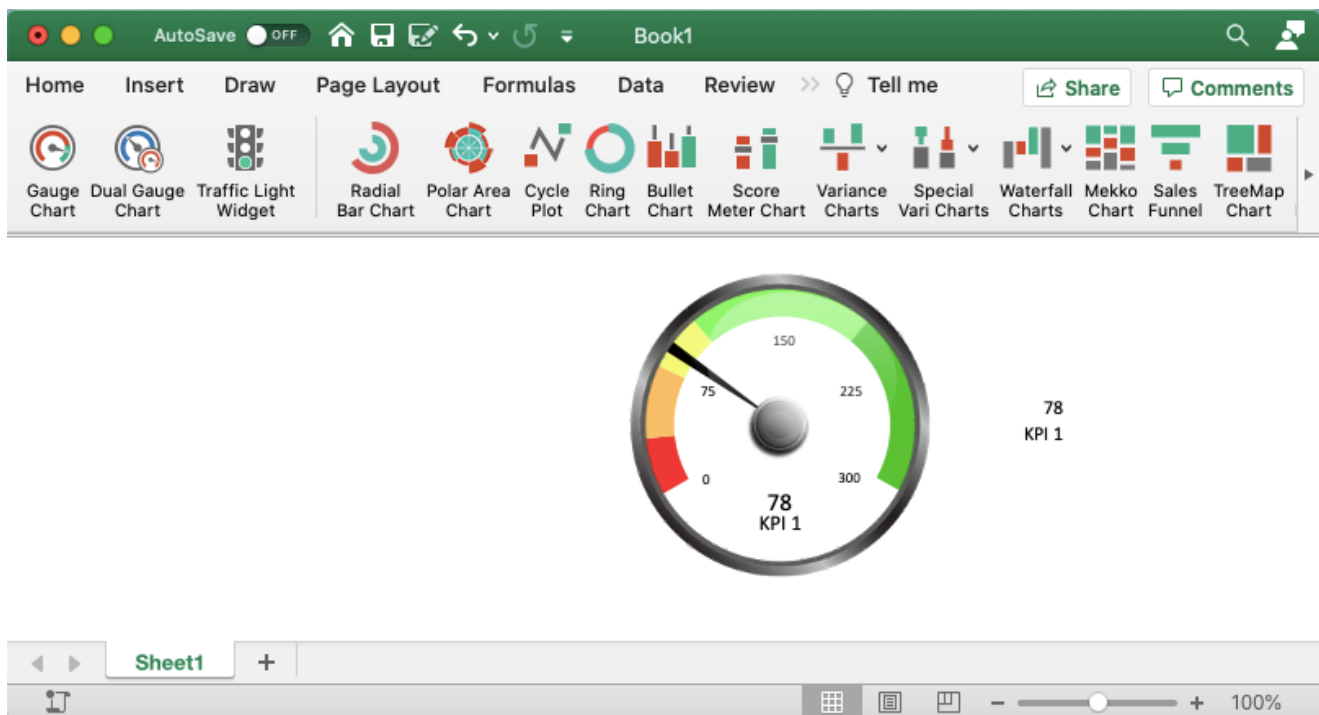 AutoSave OFF Book1
Home Insert Draw Page Layout Formulas Data Review Tell me Share Comments
Gauge Chart
Dual Gauge Chart
Traffic Light Widget
Radial Bar Chart
Polar Area Chart
Cycle Plot
Ring Chart
Bullet Chart
Score Meter Chart
Variance Charts
Special Vari Charts
Waterfall Charts
Mekko Chart
Sales Funnel
TreeMap Chart
150
75 225
0 300
78
KPI 1
78
KPI 1
Sheet1
100%